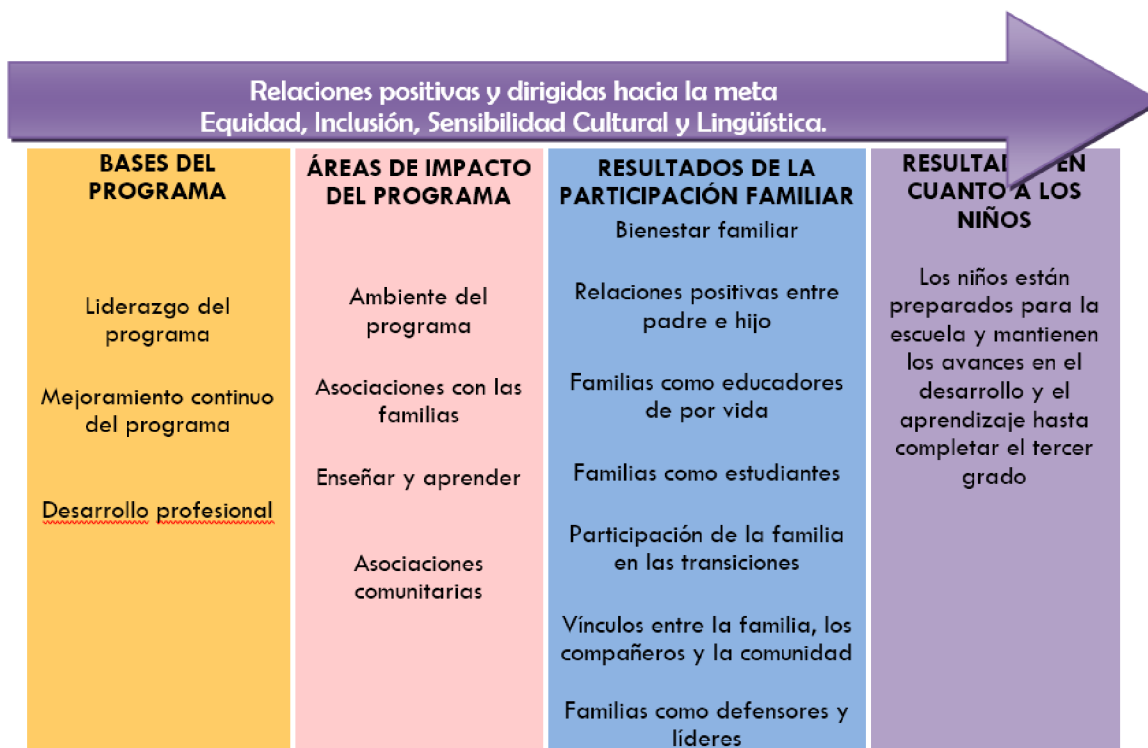 Relaciones positivas y dirigidas hacia la meta
Equidad, Inclusión, Sensibilidad Cultural y Lingüística.
BASES DEL
PROGRAMA
Liderazgo del
programa
Mejoramiento continuo
del programa
Desarrollo profesional
ÁREAS DE IMPACTO
DEL PROGRAMA
Ambiente del
programa
Asociaciones con las
familias
Enseñar y aprender
Asociaciones
comunitarias
RESULTADOS DE LA
PARTICIPACIÓN FAMILIAR
Bienestar familiar
Relaciones positivas entre
padre e hijo
Familias como educadores
de por vida
Familias como estudiantes
Participación de la familia
en las transiciones
Vínculos entre la familia, los
compañeros y la comunidad
Familias como defensores y
líderes
EN
CUANTO A LOS
NIÑOS
Los niños están
preparados para la
escuela y mantienen
los avances en el
desarrollo y el
aprendizaje hasta
completar el tercer
grado